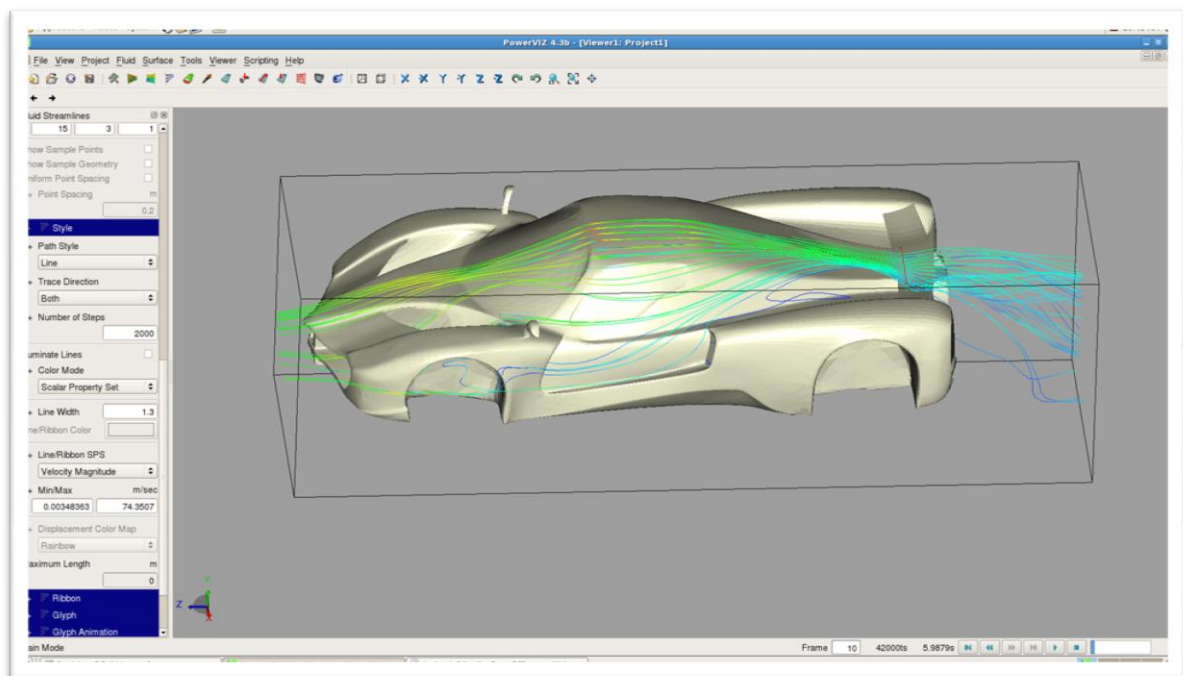 PowerVIZ 4.3b - [Viewer1: Project1]
File View Project Fluid Surface Tools Viewer Scripting Help
luid Streamlines
15 3 1
how Sample Points
how Sample Geometry
niform Point Spacing
Point Spacing m
0.2
Style
Path Style
Line
Trace Direction
Both
Number of Steps
2000
uminate Lines
Color Mode
Scalar Property Set
Line Width 1.3
ne/Ribbon Color
Line/Ribbon SPS
Velocity Magnitude
Min/Max m/sec
0.00348363 74.3507
Displacement Color Map
Rainbow
aximum Length m
0
Ribbon
Glyph
Glyph Animation
Y
Z
X
ain Mode
Frame 10 42000ts 5.9879s